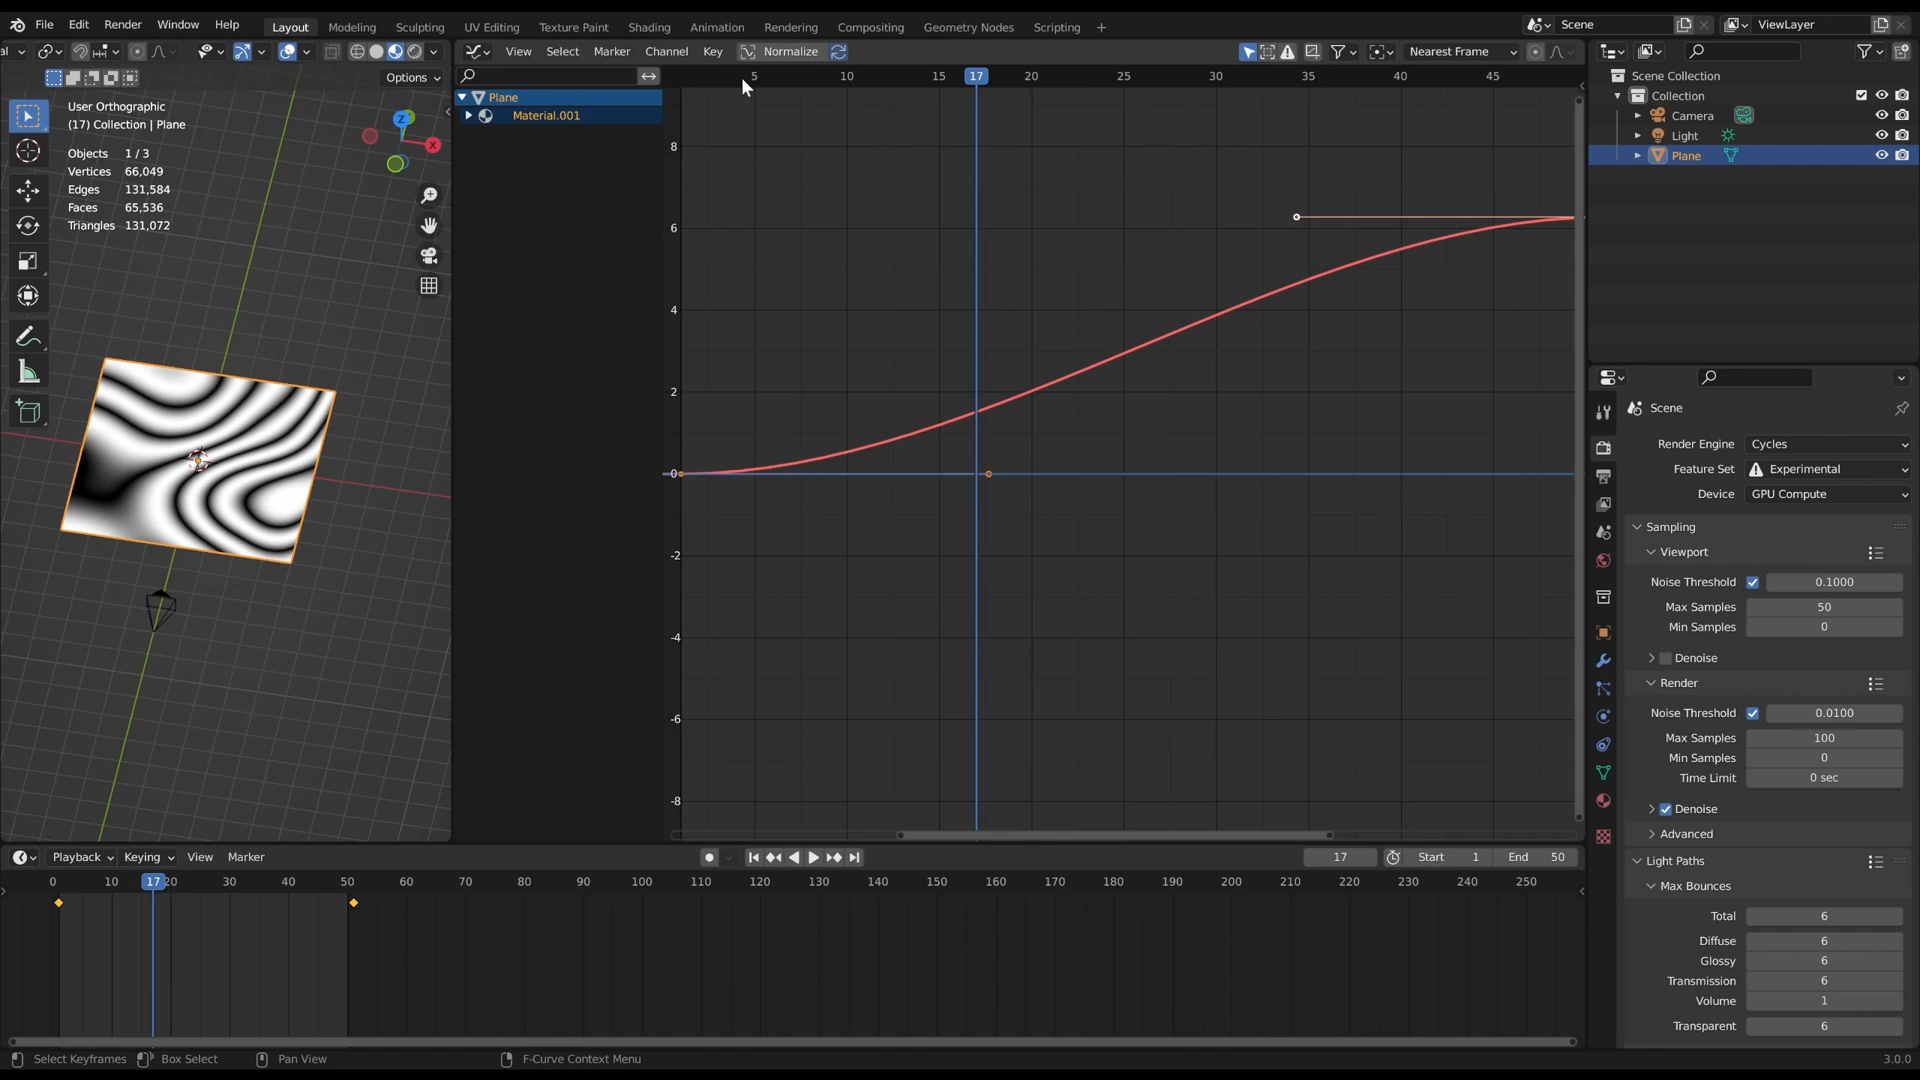 File Edit Render Window Help Layout Modeling Sculpting UV Editing Texture Paint Shading Animation Rendering Compositing Geometry Nodes Scripting + Scene ViewLayer
al View Select Marker Channel Key Normalize Nearest Frame
Options
5 10 15 17 20 25 30 35 40 45
Plane
Material.001
User Orthographic
(17) Collection | Plane
Objects 1 / 3
Vertices 66,049
Edges 131,584
Faces 65,536
Triangles 131,072
Z
X
8
6
4
2
0
-2
-4
-6
-8
Scene Collection
Collection
Camera
Light
Plane
Scene
Render Engine Cycles
Feature Set Experimental
Device GPU Compute
Sampling
Viewport
Noise Threshold 0.1000
Max Samples 50
Min Samples 0
Denoise
Render
Noise Threshold 0.0100
Max Samples 100
Min Samples 0
Time Limit 0 sec
Denoise
Advanced
Light Paths
Max Bounces
Total 6
Diffuse 6
Glossy 6
Transmission 6
Volume 1
Transparent 6
Playback Keying View Marker 17 Start 1 End 50
0 10 17 20 30 40 50 60 70 80 90 100 110 120 130 140 150 160 170 180 190 200 210 220 230 240 250
Select Keyframes Box Select Pan View F-Curve Context Menu 3.0.0